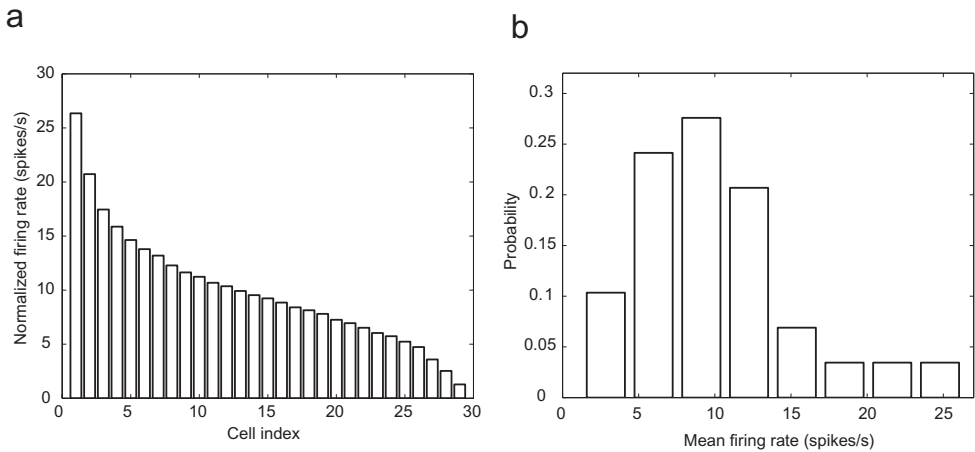 a
30
25
20
15
10
5
0
Normalized firing rate (spikes/s)
0 5 10 15 20 25 30
Cell index
b
0.3
0.25
0.2
0.15
0.1
0.05
0
Probability
0 5 10 15 20 25
Mean firing rate (spikes/s)